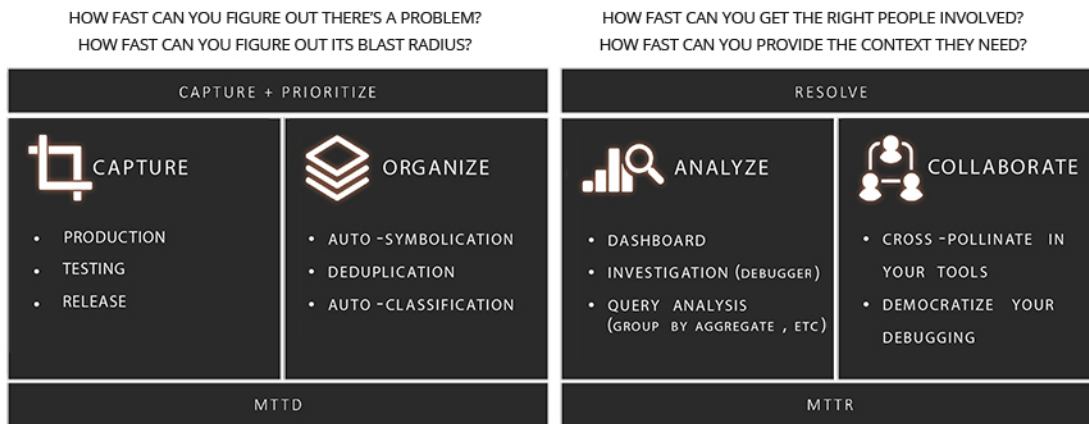 HOW FAST CAN YOU FIGURE OUT THERE'S A PROBLEM?
HOW FAST CAN YOU FIGURE OUT ITS BLAST RADIUS?
CAPTURE + PRIORITIZE
CAPTURE
• PRODUCTION
• TESTING
• RELEASE
ORGANIZE
• AUTO -SYMBOLICATION
• DEDUPLICATION
• AUTO -CLASSIFICATION
MTTD
HOW FAST CAN YOU GET THE RIGHT PEOPLE INVOLVED?
HOW FAST CAN YOU PROVIDE THE CONTEXT THEY NEED?
RESOLVE
ANALYZE
• DASHBOARD
• INVESTIGATION (DEBUGGER)
• QUERY ANALYSIS
(GROUP BY AGGREGATE , ETC)
COLLABORATE
• CROSS -POLLINATE IN
YOUR TOOLS
• DEMOCRATIZE YOUR
DEBUGGING
MTTR